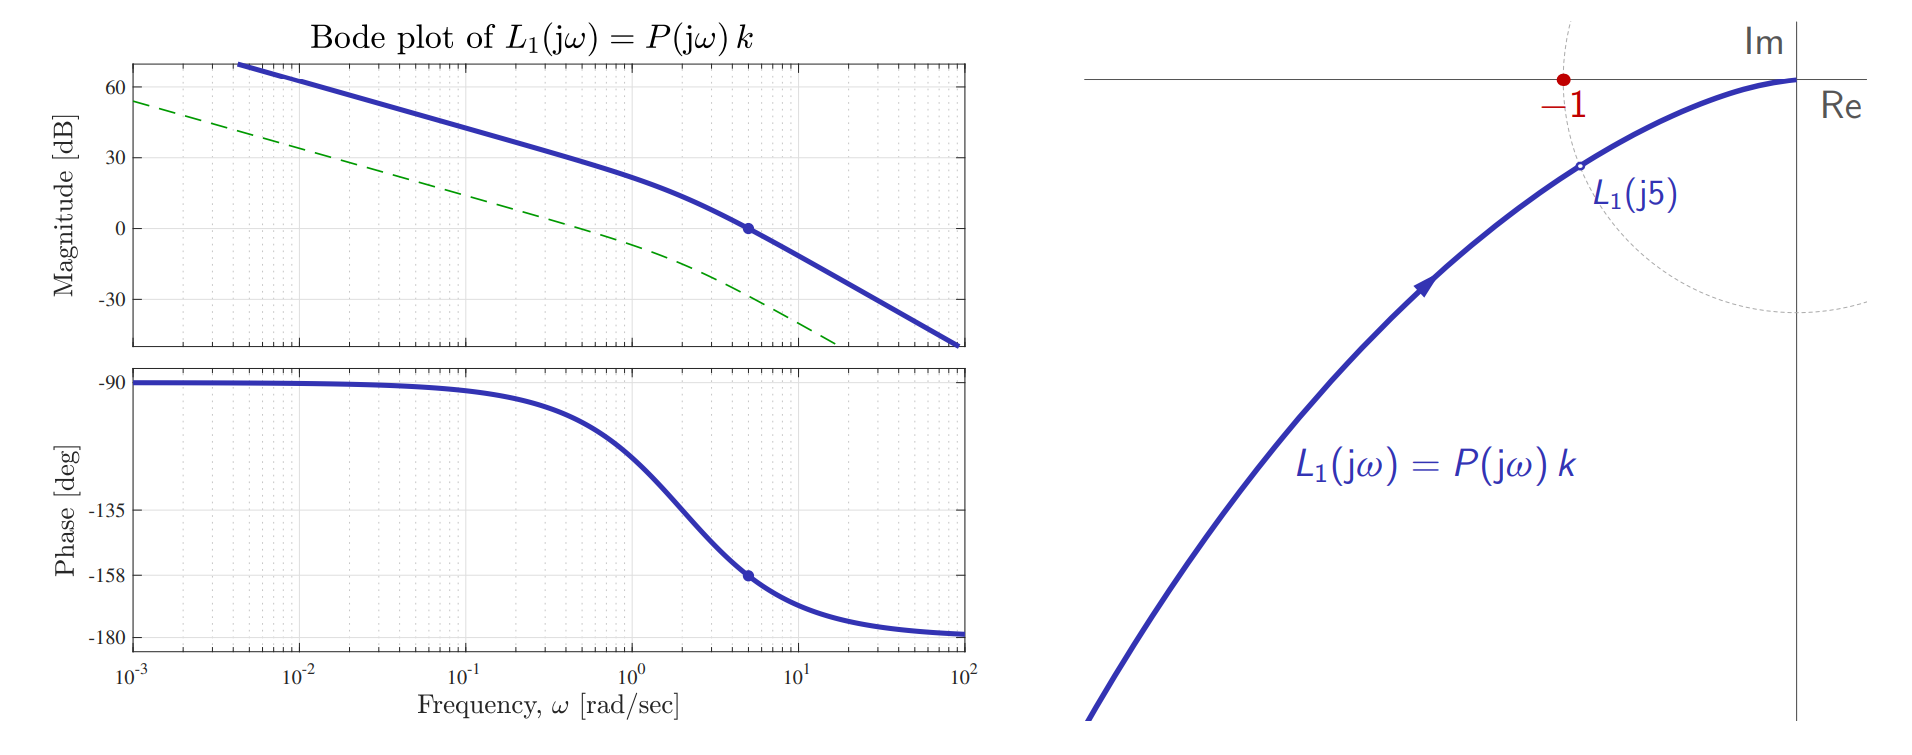 Bode plot of L₁(jω) = P(jω) k
Magnitude [dB]
60
30
0
-30
Phase [deg]
-90
-135
-158
-180
10⁻³ 10⁻² 10⁻¹ 10⁰ 10¹ 10²
Frequency, ω [rad/sec]
Im
Re
−1
L₁(j5)
L₁(jω) = P(jω) k